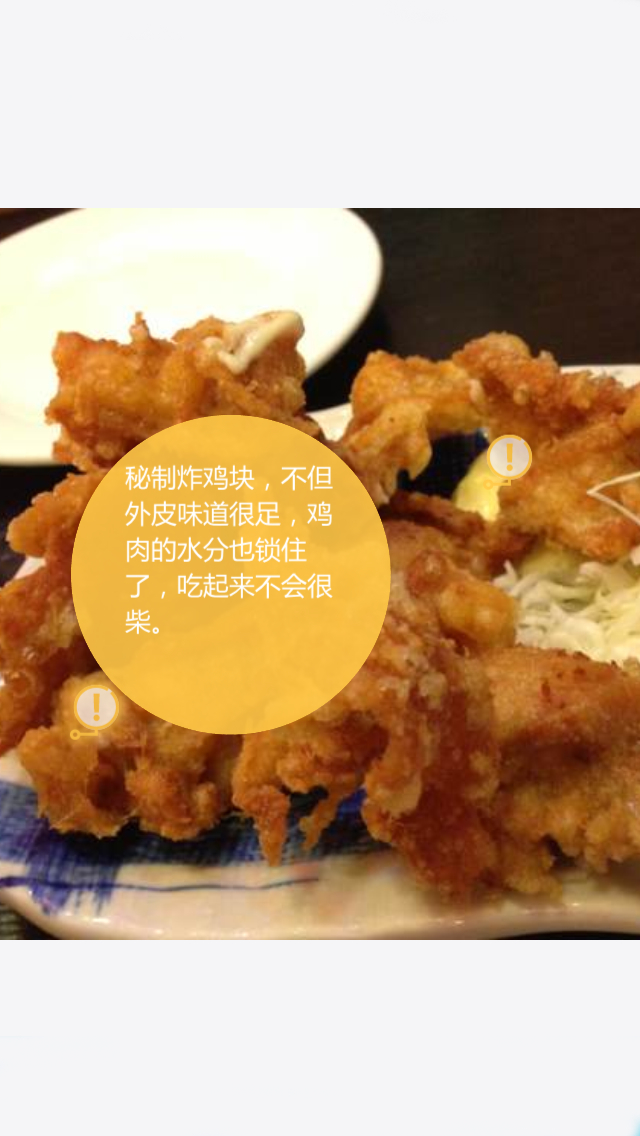 秘制炸鸡块，不但
外皮味道很足，鸡
肉的水分也锁住
了，吃起来不会很
柴。